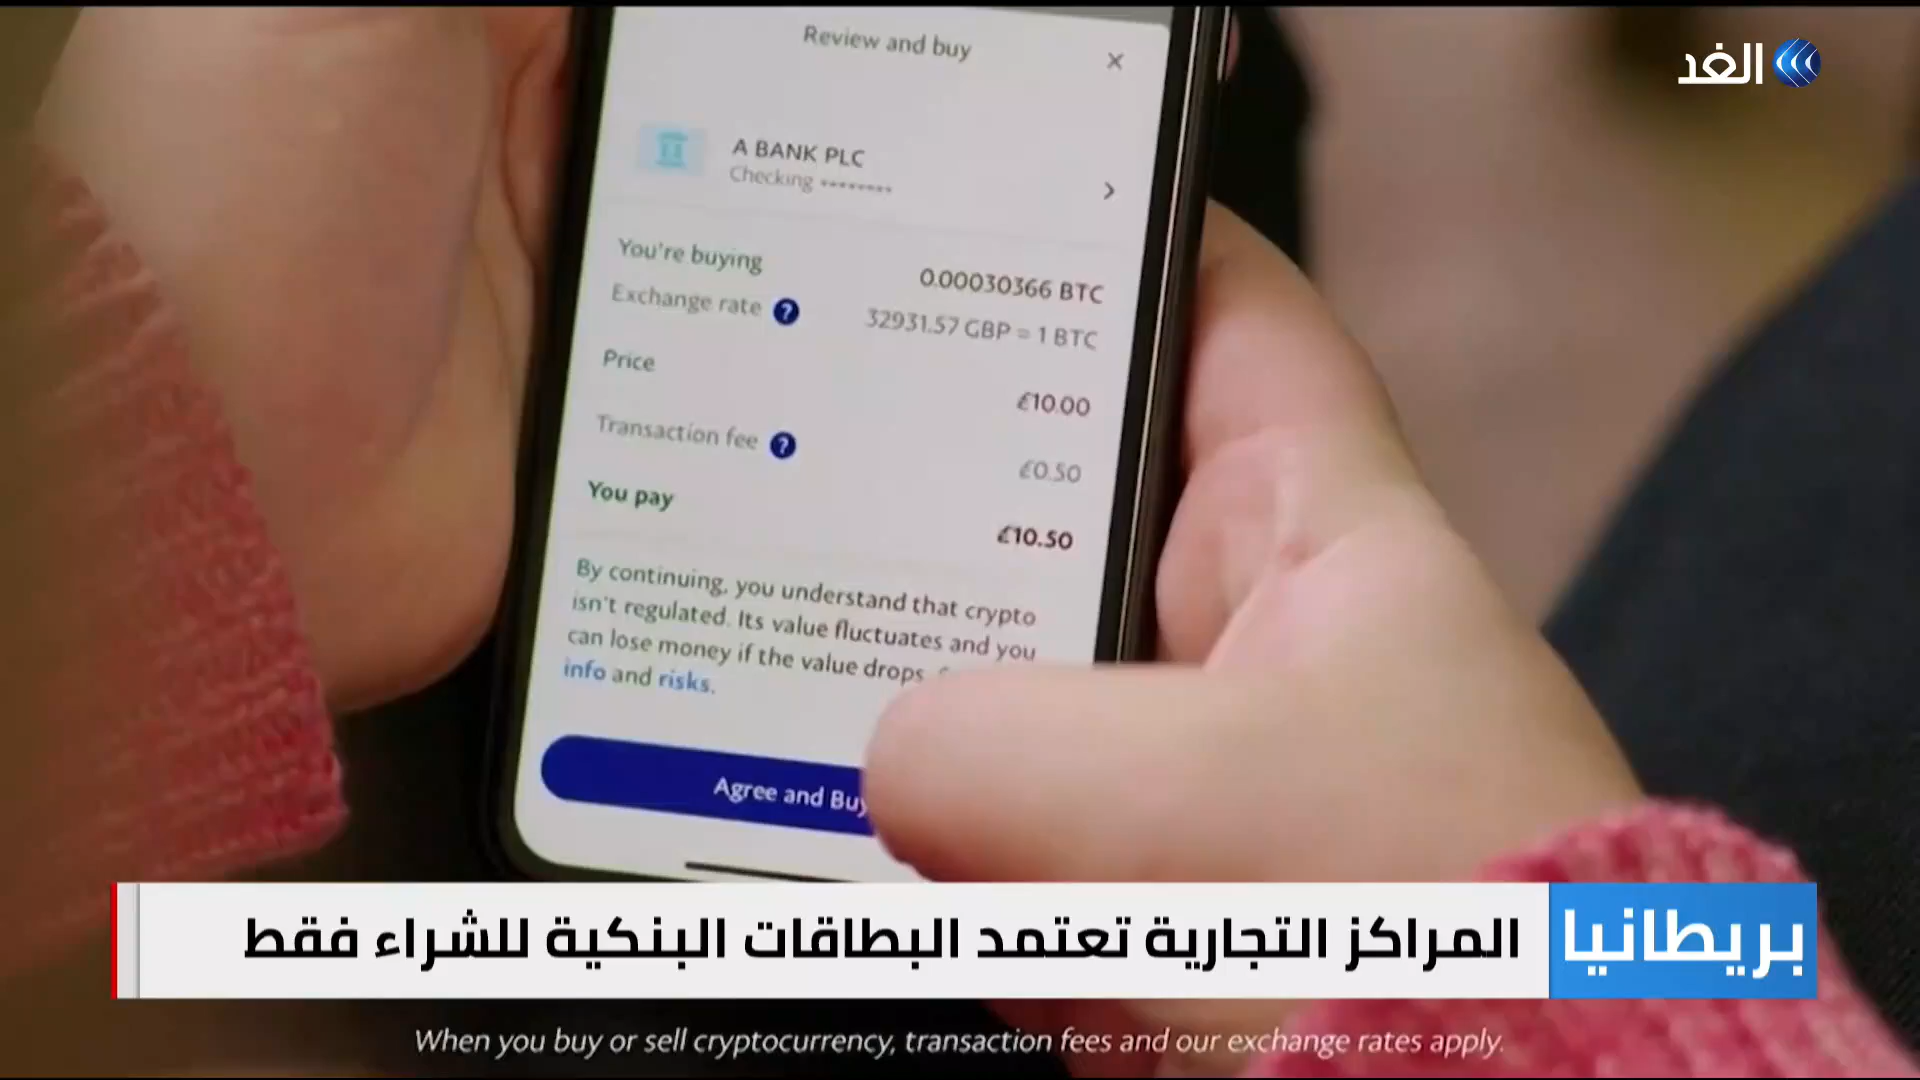 الغد
Review and buy
A BANK PLC
Checking ••••••••
You're buying 0.00030366 BTC
Exchange rate ? 32931.57 GBP = 1 BTC
Price £10.00
Transaction fee ? £0.50
You pay £10.50
By continuing, you understand that crypto
isn't regulated. Its value fluctuates and you
can lose money if the value drops.
info and risks.
Agree and Buy
بريطانيا
المراكز التجارية تعتمد البطاقات البنكية للشراء فقط
When you buy or sell cryptocurrency, transaction fees and our exchange rates apply.